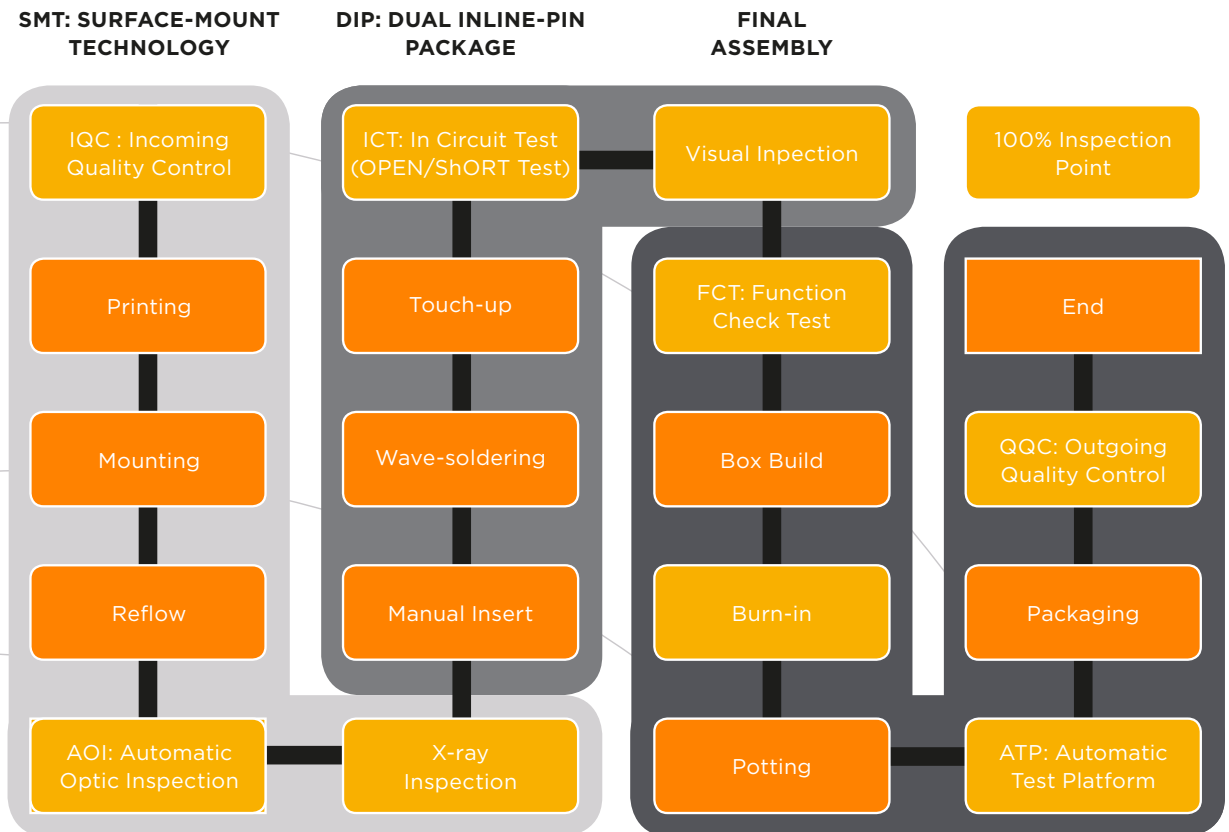 SMT: SURFACE-MOUNT
TECHNOLOGY
DIP: DUAL INLINE-PIN
PACKAGE
FINAL
ASSEMBLY
IQC : Incoming
Quality Control
Printing
Mounting
Reflow
AOI: Automatic
Optic Inspection
ICT: In Circuit Test
(OPEN/ShORT Test)
Touch-up
Wave-soldering
Manual Insert
X-ray
Inspection
Visual Inpection
FCT: Function
Check Test
Box Build
Burn-in
Potting
100% Inspection
Point
End
QQC: Outgoing
Quality Control
Packaging
ATP: Automatic
Test Platform